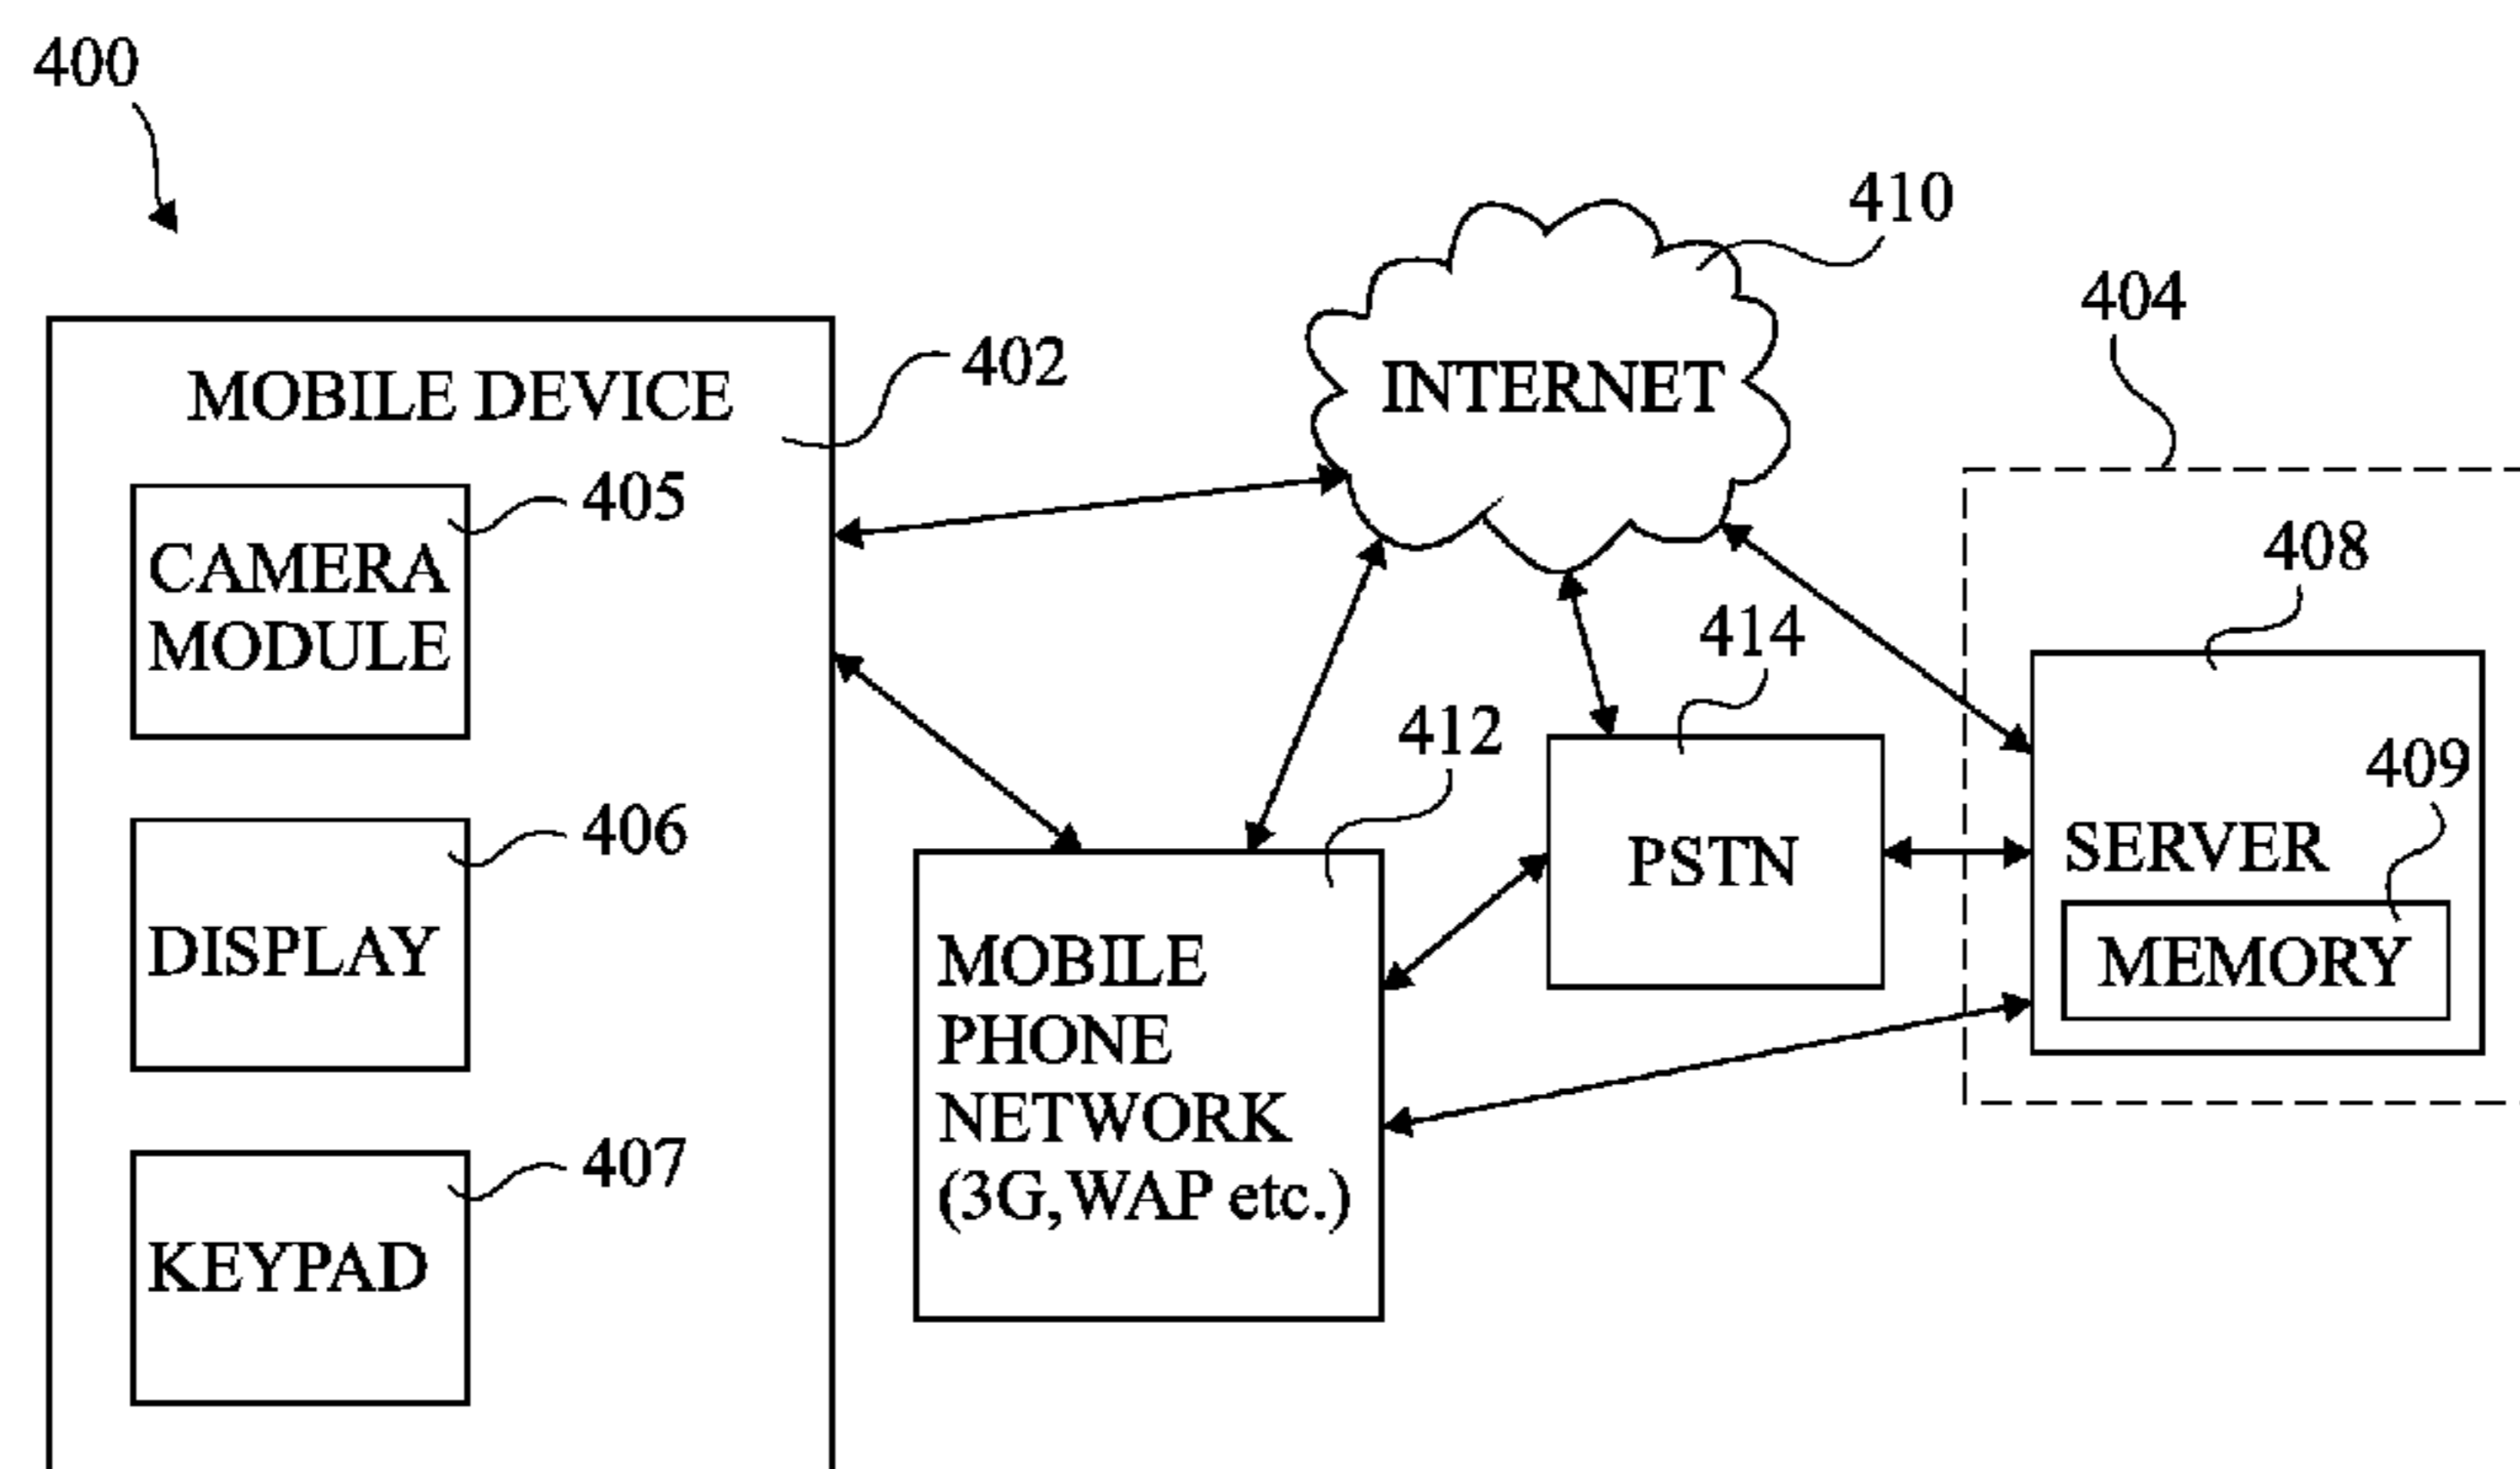 400
410
404
MOBILE DEVICE
402
INTERNET
405
CAMERA
MODULE
408
414
412
409
406
DISPLAY
PSTN
SERVER
MEMORY
MOBILE
PHONE
NETWORK
(3G, WAP etc.)
407
KEYPAD